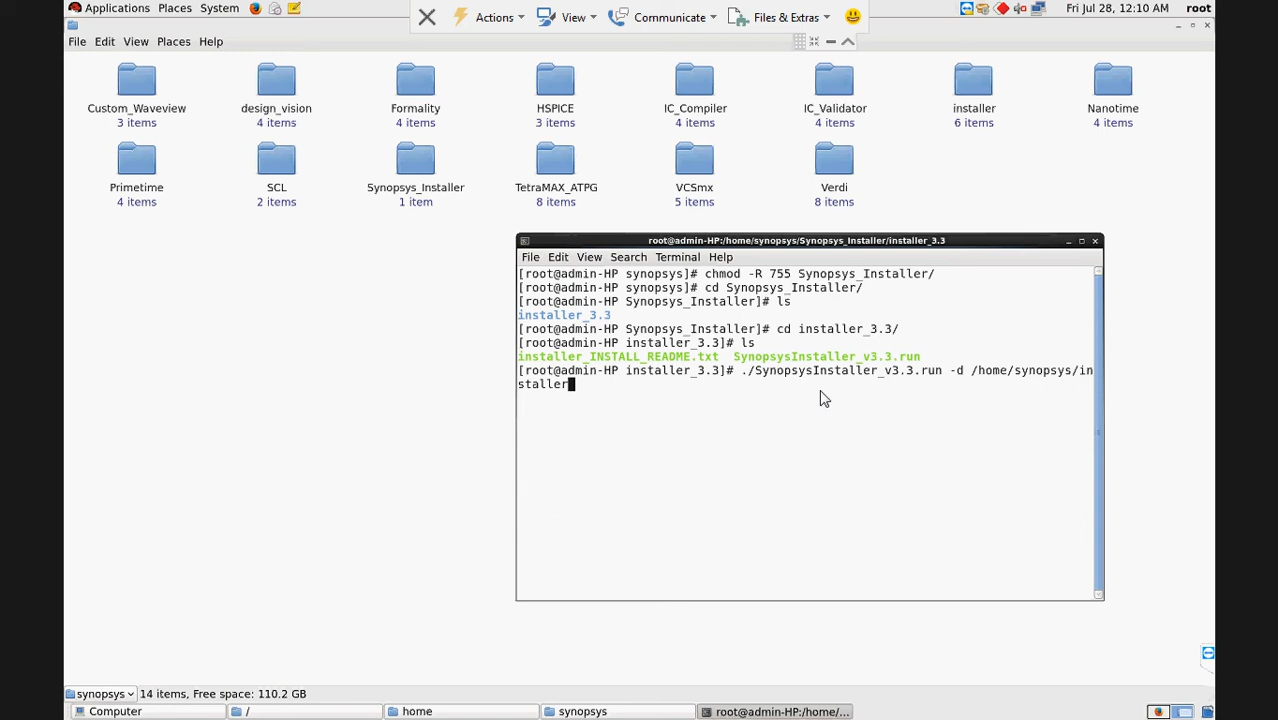 Applications Places System
Actions View Communicate Files & Extras
Fri Jul 28, 12:10 AM root
File Edit View Places Help
Custom_Waveview design_vision Formality HSPICE IC_Compiler IC_Validator installer Nanotime
3 items 4 items 4 items 3 items 4 items 4 items 6 items 4 items
Primetime SCL Synopsys_Installer TetraMAX_ATPG VCSmx Verdi
4 items 2 items 1 item 8 items 5 items 8 items
root@admin-HP:/home/synopsys/Synopsys_Installer/installer_3.3
File Edit View Search Terminal Help
[root@admin-HP synopsys]# chmod -R 755 Synopsys_Installer/
[root@admin-HP synopsys]# cd Synopsys_Installer/
[root@admin-HP Synopsys_Installer]# ls
installer_3.3
[root@admin-HP Synopsys_Installer]# cd installer_3.3/
[root@admin-HP installer_3.3]# ls
installer_INSTALL_README.txt SynopsysInstaller_v3.3.run
[root@admin-HP installer_3.3]# ./SynopsysInstaller_v3.3.run -d /home/synopsys/in
staller
synopsys 14 items, Free space: 110.2 GB
Computer / home synopsys root@admin-HP:/home/...